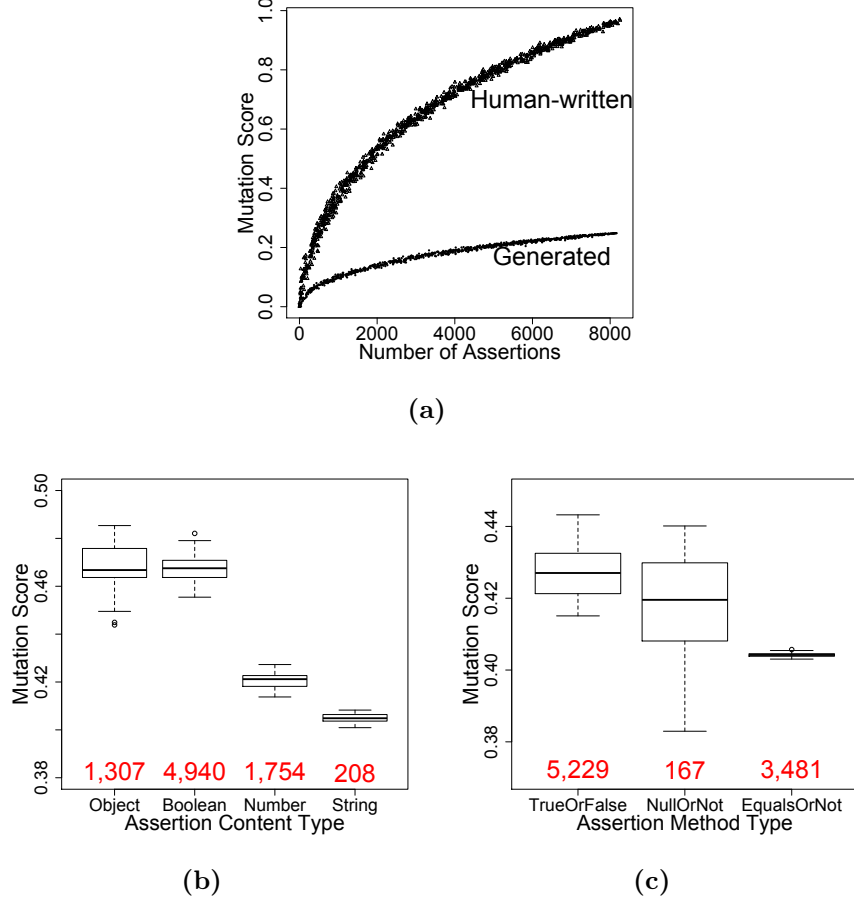 1.0
0.8
0.6
0.4
0.2
0.0
Mutation Score
Human-written
Generated
0 2000 4000 6000 8000
Number of Assertions
(a)
0.50
0.46
0.42
0.38
Mutation Score
1,307 4,940 1,754 208
Object Boolean Number String
Assertion Content Type
(b)
0.44
0.42
0.40
0.38
Mutation Score
5,229 167 3,481
TrueOrFalse NullOrNot EqualsOrNot
Assertion Method Type
(c)